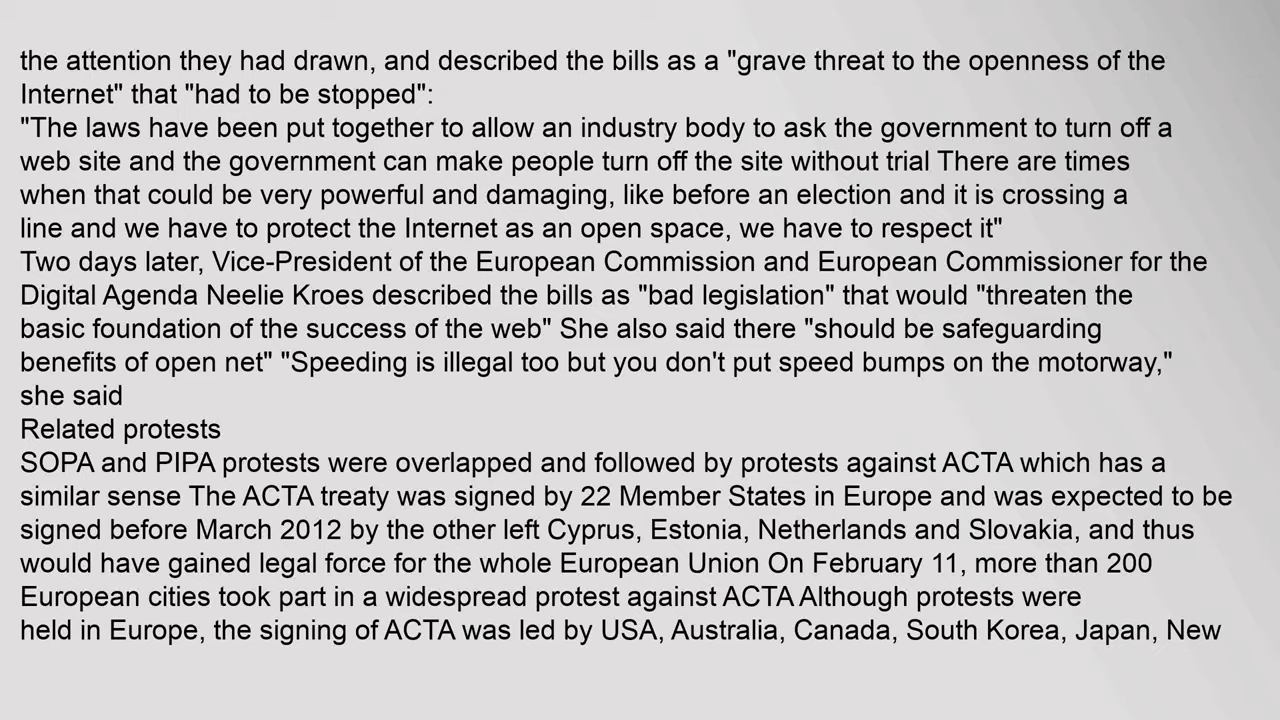 the attention they had drawn, and described the bills as a "grave threat to the openness of the
Internet" that "had to be stopped":
"The laws have been put together to allow an industry body to ask the government to turn off a
web site and the government can make people turn off the site without trial There are times
when that could be very powerful and damaging, like before an election and it is crossing a
line and we have to protect the Internet as an open space, we have to respect it"
Two days later, Vice-President of the European Commission and European Commissioner for the
Digital Agenda Neelie Kroes described the bills as "bad legislation" that would "threaten the
basic foundation of the success of the web" She also said there "should be safeguarding
benefits of open net" "Speeding is illegal too but you don't put speed bumps on the motorway,"
she said
Related protests
SOPA and PIPA protests were overlapped and followed by protests against ACTA which has a
similar sense The ACTA treaty was signed by 22 Member States in Europe and was expected to be
signed before March 2012 by the other left Cyprus, Estonia, Netherlands and Slovakia, and thus
would have gained legal force for the whole European Union On February 11, more than 200
European cities took part in a widespread protest against ACTA Although protests were
held in Europe, the signing of ACTA was led by USA, Australia, Canada, South Korea, Japan, New